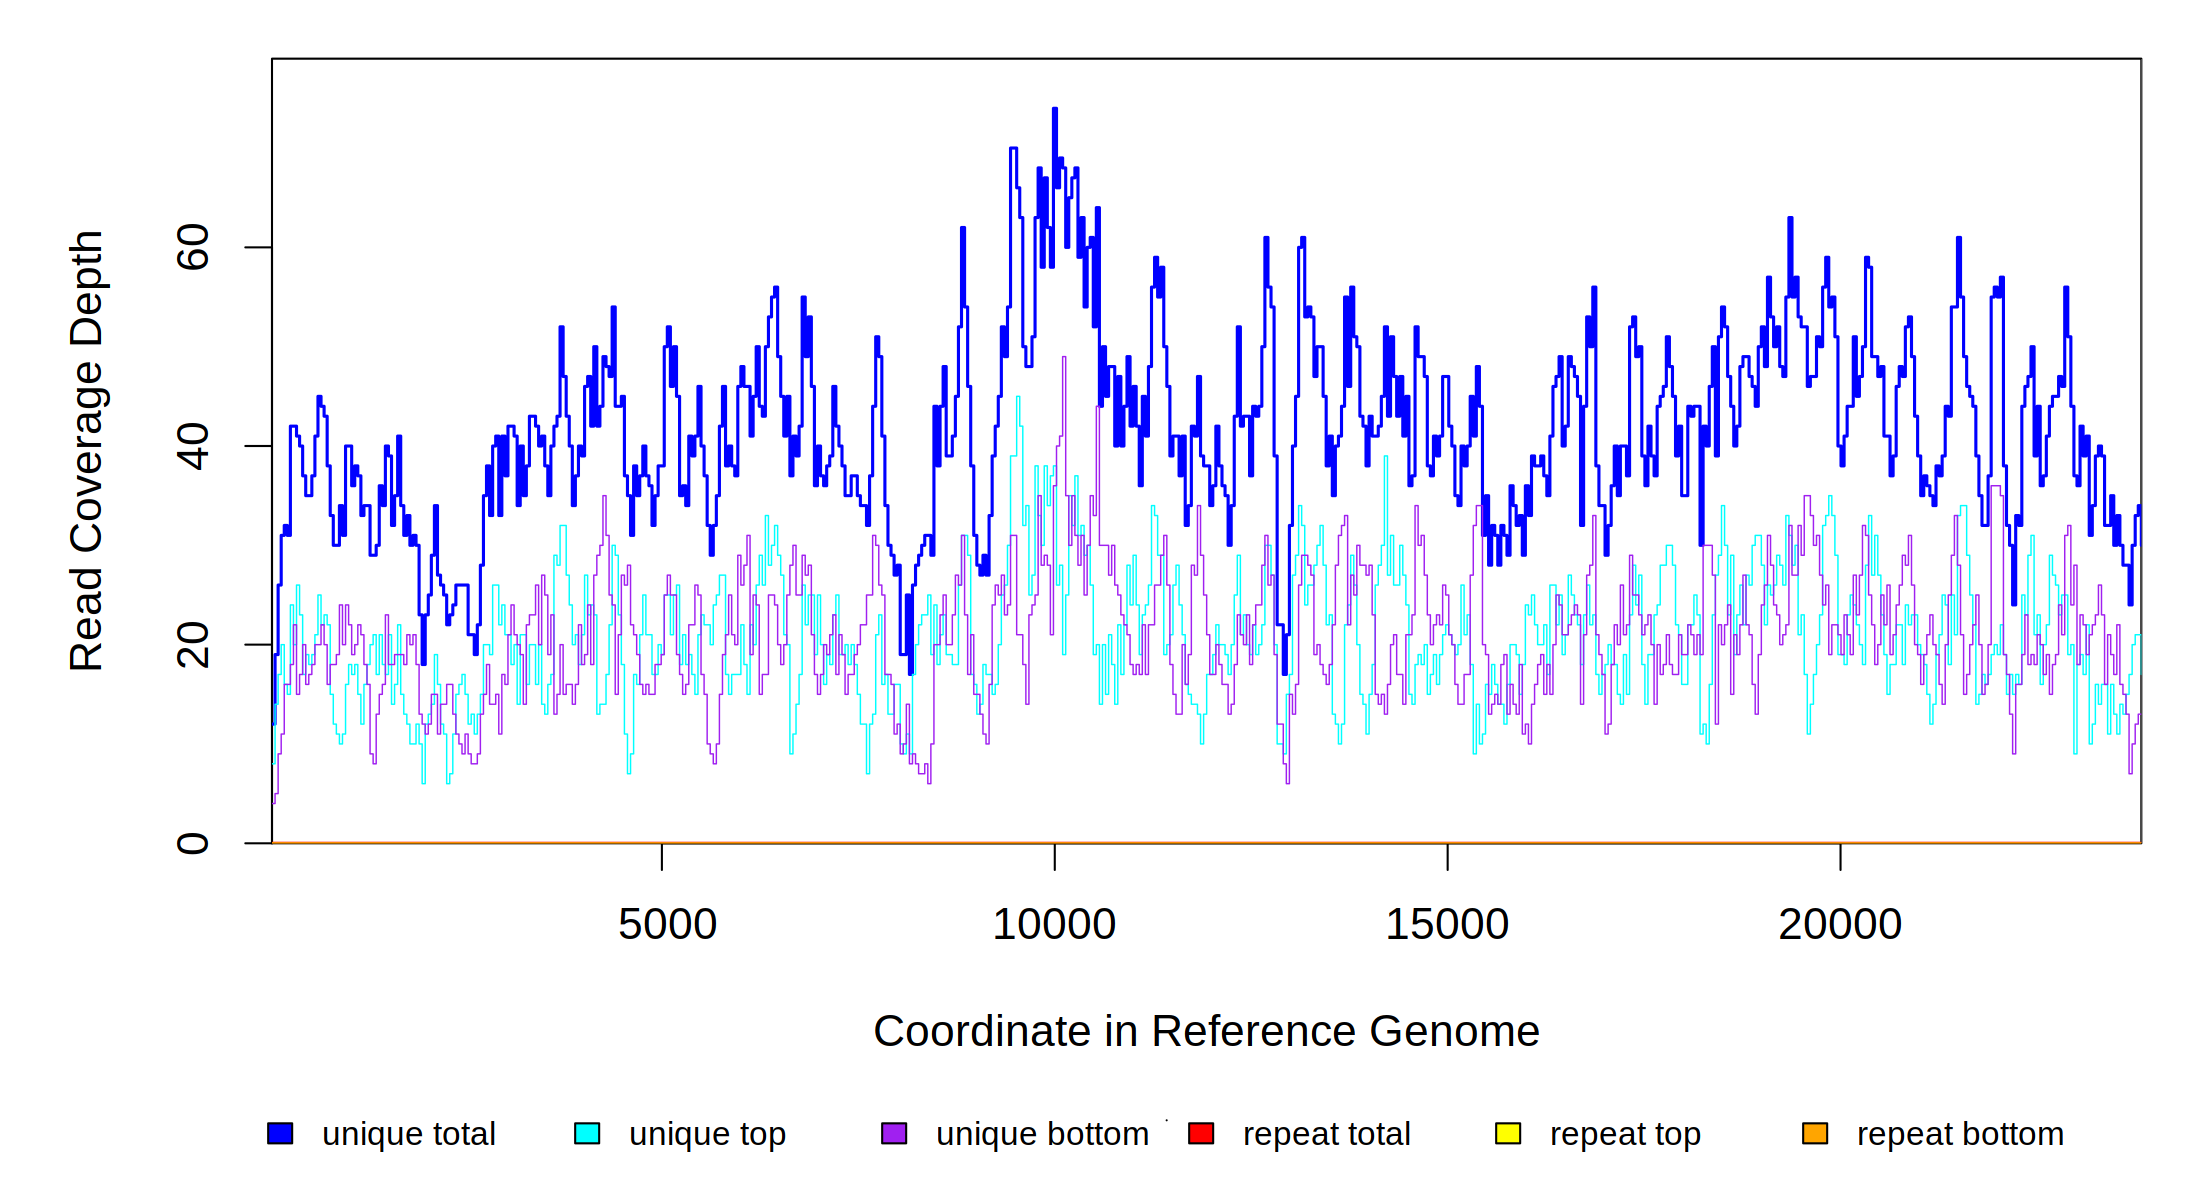 Read Coverage Depth
60
40
20
0
5000 10000 15000 20000
Coordinate in Reference Genome
unique total unique top unique bottom repeat total repeat top repeat bottom